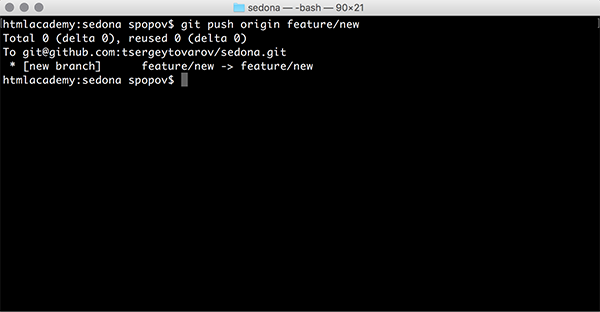 sedona — -bash — 90×21
htmlacademy:sedona spopov$ git push origin feature/new
Total 0 (delta 0), reused 0 (delta 0)
To git@github.com:tsergeytovarov/sedona.git
 * [new branch]      feature/new -> feature/new
htmlacademy:sedona spopov$